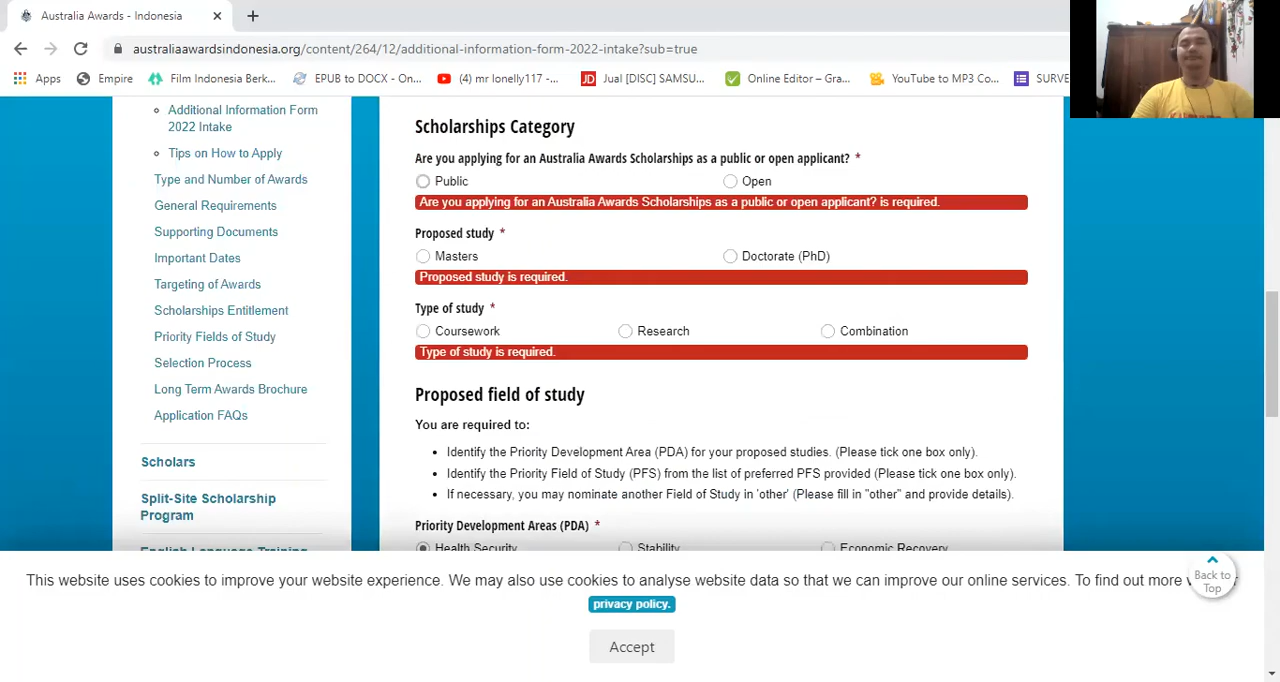 Australia Awards - Indonesia
australiaawardsindonesia.org/content/264/12/additional-information-form-2022-intake?sub=true
Apps
Empire
Film Indonesia Berk...
EPUB to DOCX - On...
(4) mr lonelly117 -...
JD
Jual [DISC] SAMSU...
Online Editor – Gra...
YouTube to MP3 Co...
SURVE
Additional Information Form
2022 Intake
Tips on How to Apply
Type and Number of Awards
General Requirements
Supporting Documents
Important Dates
Targeting of Awards
Scholarships Entitlement
Priority Fields of Study
Selection Process
Long Term Awards Brochure
Application FAQs
Scholars
Split-Site Scholarship
Program
English Language Training
Scholarships Category
Are you applying for an Australia Awards Scholarships as a public or open applicant? *
Public
Open
Are you applying for an Australia Awards Scholarships as a public or open applicant? is required.
Proposed study *
Masters
Doctorate (PhD)
Proposed study is required.
Type of study *
Coursework
Research
Combination
Type of study is required.
Proposed field of study
You are required to:
• Identify the Priority Development Area (PDA) for your proposed studies. (Please tick one box only).
• Identify the Priority Field of Study (PFS) from the list of preferred PFS provided (Please tick one box only).
• If necessary, you may nominate another Field of Study in 'other' (Please fill in "other" and provide details).
Priority Development Areas (PDA) *
Health Security
Stability
Economic Recovery
This website uses cookies to improve your website experience. We may also use cookies to analyse website data so that we can improve our online services. To find out more
privacy policy.
Accept
Back to
Top